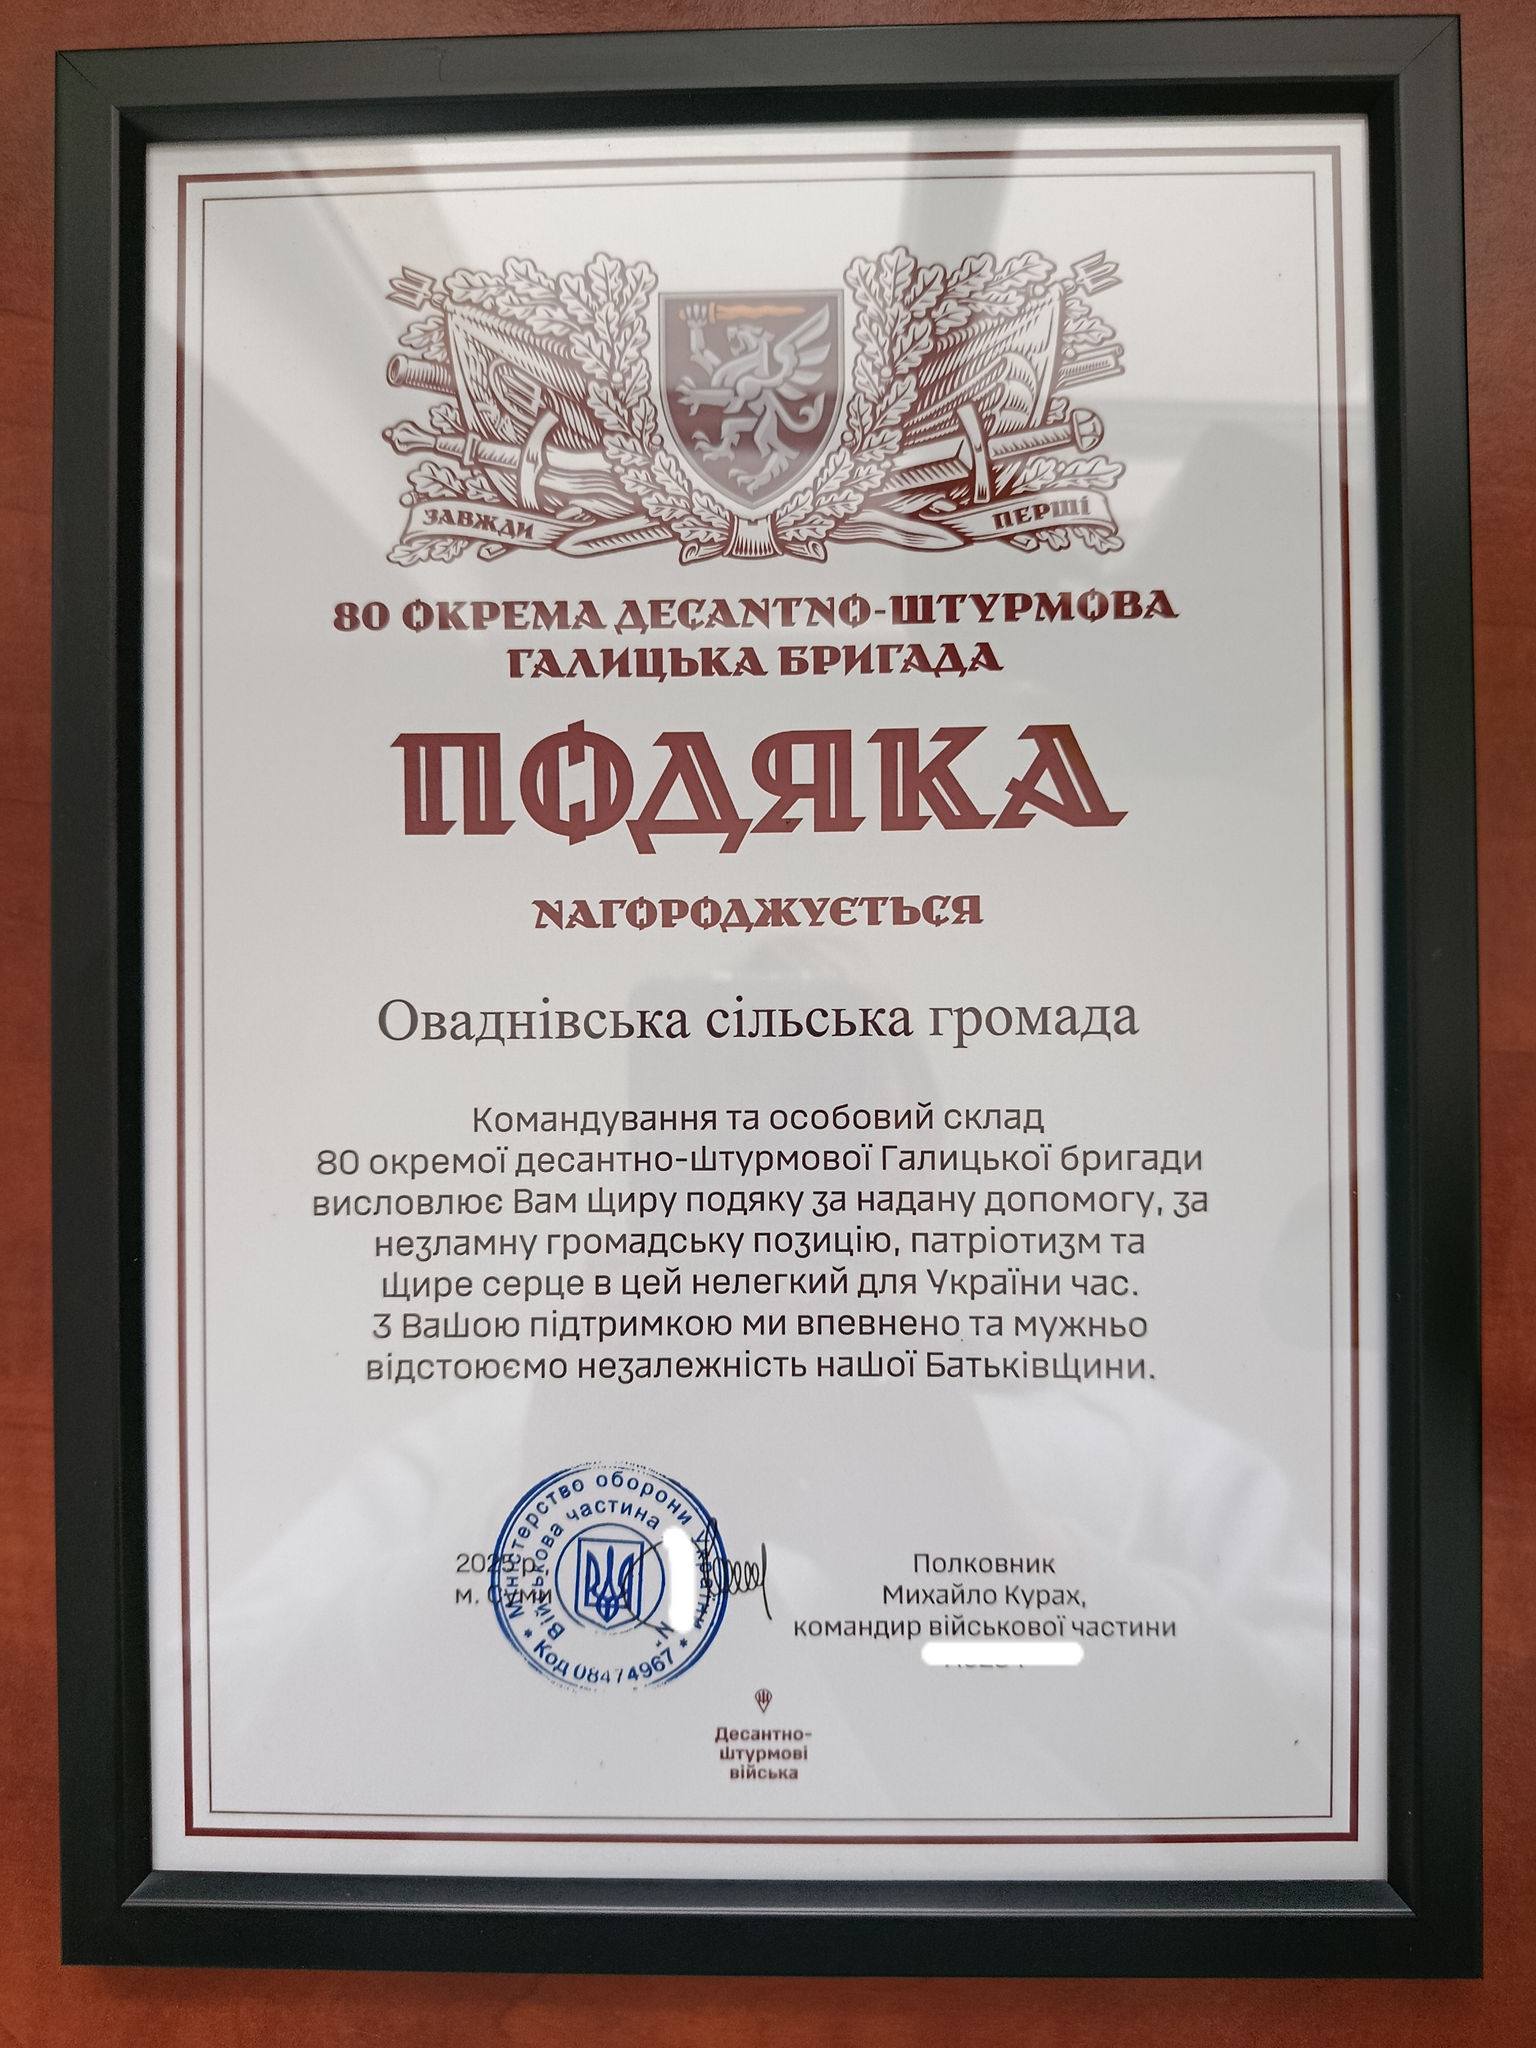 ЗАВЖДИ
ПЕРШІ
80 ОКРЕМА ДЕСАНТНО-ШТУРМОВА
ГАЛИЦЬКА БРИГАДА
ПОДЯКА
НАГОРОДЖУЄТЬСЯ
Оваднівська сільська громада
Командування та особовий склад
80 окремої десантно-штурмової Галицької бригади
висловлює Вам щиру подяку за надану допомогу, за
незламну громадську позицію, патріотизм та
щире серце в цей нелегкий для України час.
З Вашою підтримкою ми впевнено та мужньо
відстоюємо незалежність нашої Батьківщини.
2025 р.
м. Суми
Міністерство оборони України
Військова частина
* Код 08474967 *
Полковник
Михайло Курах,
командир військової частини
Десантно-
штурмові
війська